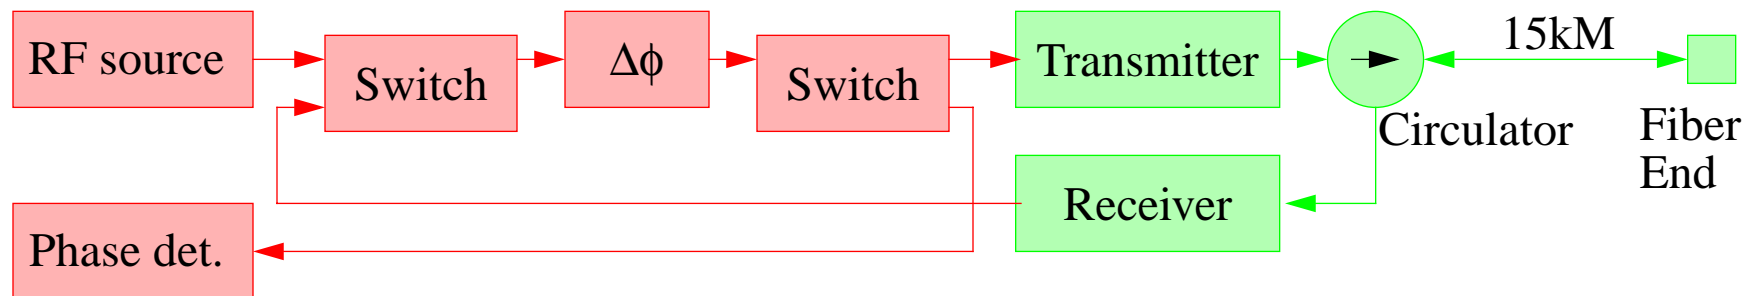 RF source
Switch
Δϕ
Switch
Transmitter
15kM
Circulator
Fiber
End
Receiver
Phase det.